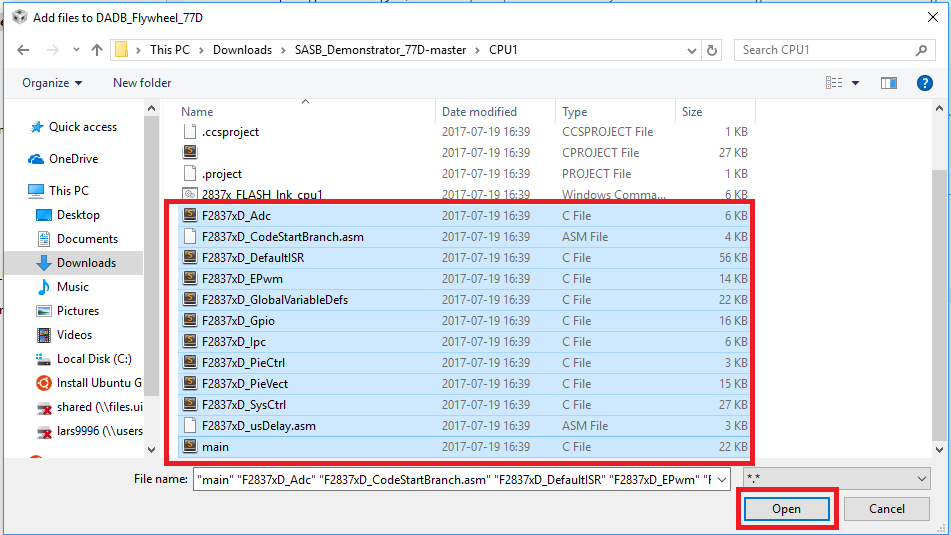 Add files to DADB_Flywheel_77D
This PC > Downloads > SASB_Demonstrator_77D-master > CPU1
Search CPU1
Organize
New folder
Name Date modified Type Size
.ccsproject 2017-07-19 16:39 CCSPROJECT File 1 KB
2017-07-19 16:39 CPROJECT File 27 KB
.project 2017-07-19 16:39 PROJECT File 1 KB
2837x_FLASH_lnk_cpu1 2017-07-19 16:39 Windows Comma... 6 KB
F2837xD_Adc 2017-07-19 16:39 C File 6 KB
F2837xD_CodeStartBranch.asm 2017-07-19 16:39 ASM File 4 KB
F2837xD_DefaultISR 2017-07-19 16:39 C File 56 KB
F2837xD_EPwm 2017-07-19 16:39 C File 14 KB
F2837xD_GlobalVariableDefs 2017-07-19 16:39 C File 22 KB
F2837xD_Gpio 2017-07-19 16:39 C File 16 KB
F2837xD_Ipc 2017-07-19 16:39 C File 6 KB
F2837xD_PieCtrl 2017-07-19 16:39 C File 3 KB
F2837xD_PieVect 2017-07-19 16:39 C File 15 KB
F2837xD_SysCtrl 2017-07-19 16:39 C File 27 KB
F2837xD_usDelay.asm 2017-07-19 16:39 ASM File 3 KB
main 2017-07-19 16:39 C File 22 KB
Quick access
OneDrive
This PC
Desktop
Documents
Downloads
Music
Pictures
Videos
Local Disk (C:)
Install Ubuntu G
shared (\\files.ui
lars9996 (\\users
File name: "main" "F2837xD_Adc" "F2837xD_CodeStartBranch.asm" "F2837xD_DefaultISR" "F2837xD_EPwm" "F
*.*
Open
Cancel